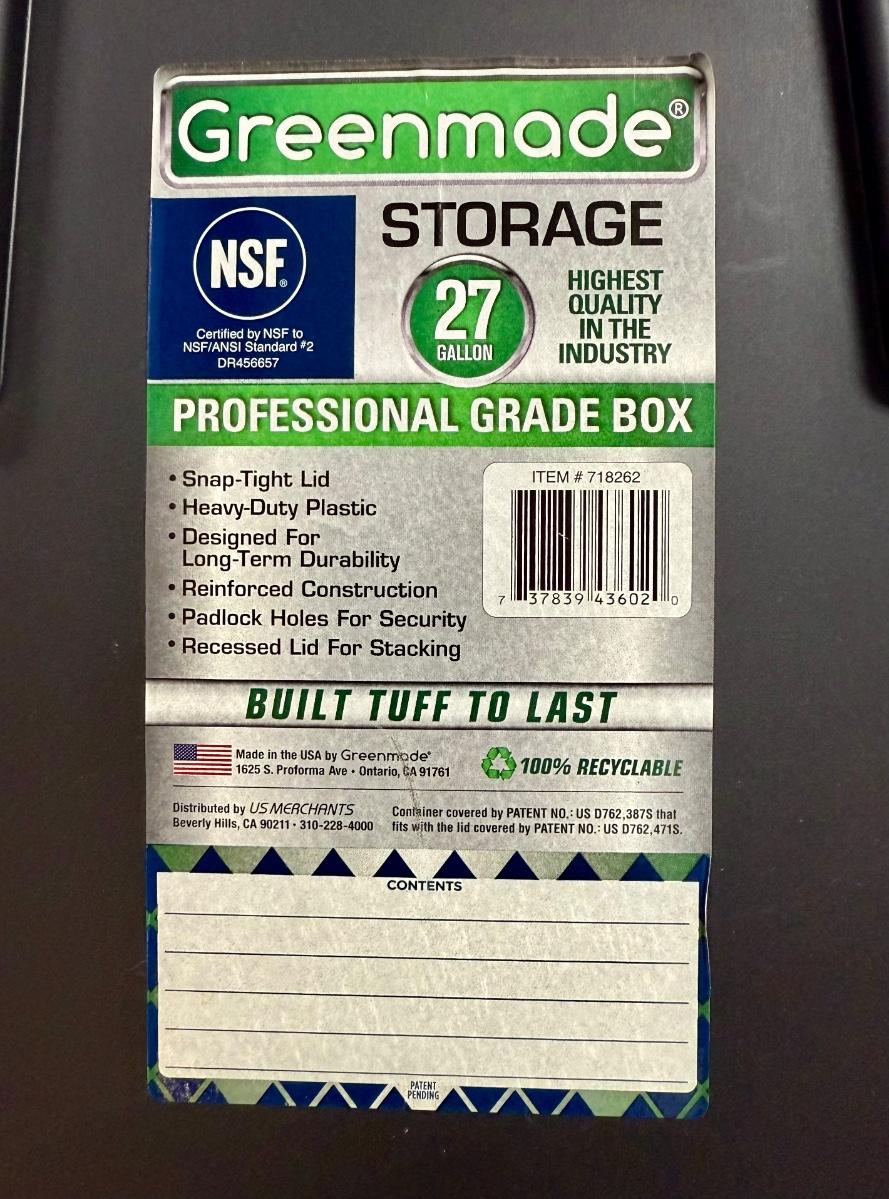 Greenmade®
NSF®
Certified by NSF to
NSF/ANSI Standard #2
DR456657
STORAGE
27
GALLON
HIGHEST
QUALITY
IN THE
INDUSTRY
PROFESSIONAL GRADE BOX
• Snap-Tight Lid
• Heavy-Duty Plastic
• Designed For
Long-Term Durability
• Reinforced Construction
• Padlock Holes For Security
• Recessed Lid For Stacking
ITEM # 718262
7 37839 43602 0
BUILT TUFF TO LAST
Made in the USA by Greenmade®
1625 S. Proforma Ave • Ontario, CA 91761
100% RECYCLABLE
Distributed by US MERCHANTS
Beverly Hills, CA 90211 • 310-228-4000
Container covered by PATENT NO.: US D762,387S that
fits with the lid covered by PATENT NO.: US D762,471S.
CONTENTS
PATENT
PENDING